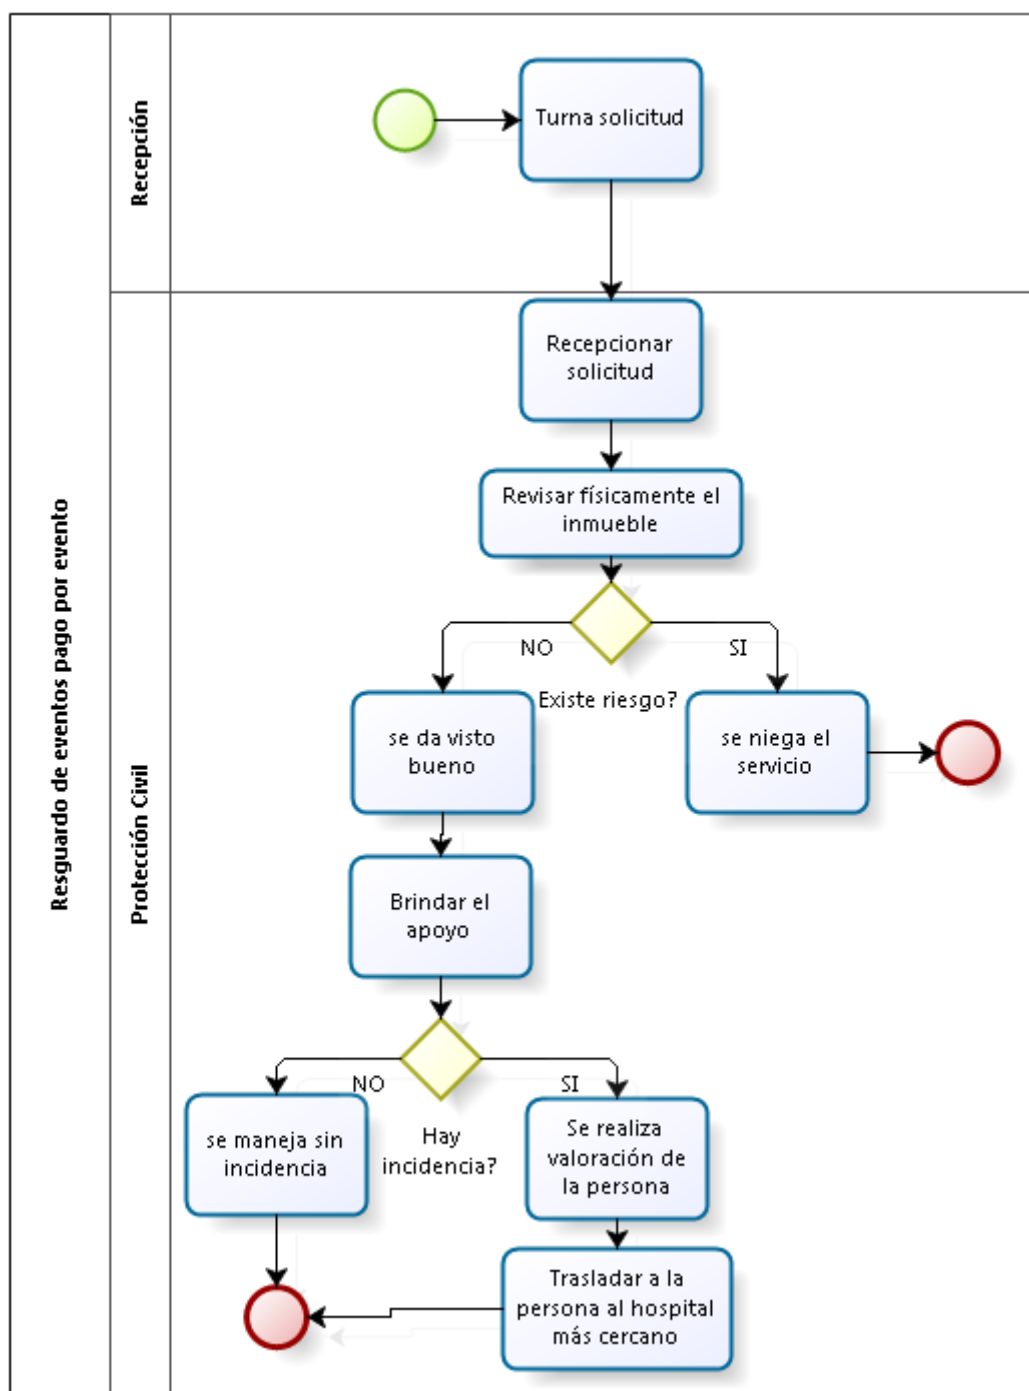 Resguardo de eventos pago por evento
Recepción
Turna solicitud
Protección Civil
Recepcionar
solicitud
Revisar físicamente el
inmueble
NO
SI
Existe riesgo?
se da visto
bueno
se niega el
servicio
Brindar el
apoyo
NO
SI
Hay
incidencia?
se maneja sin
incidencia
Se realiza
valoración de
la persona
Trasladar a la
persona al hospital
más cercano